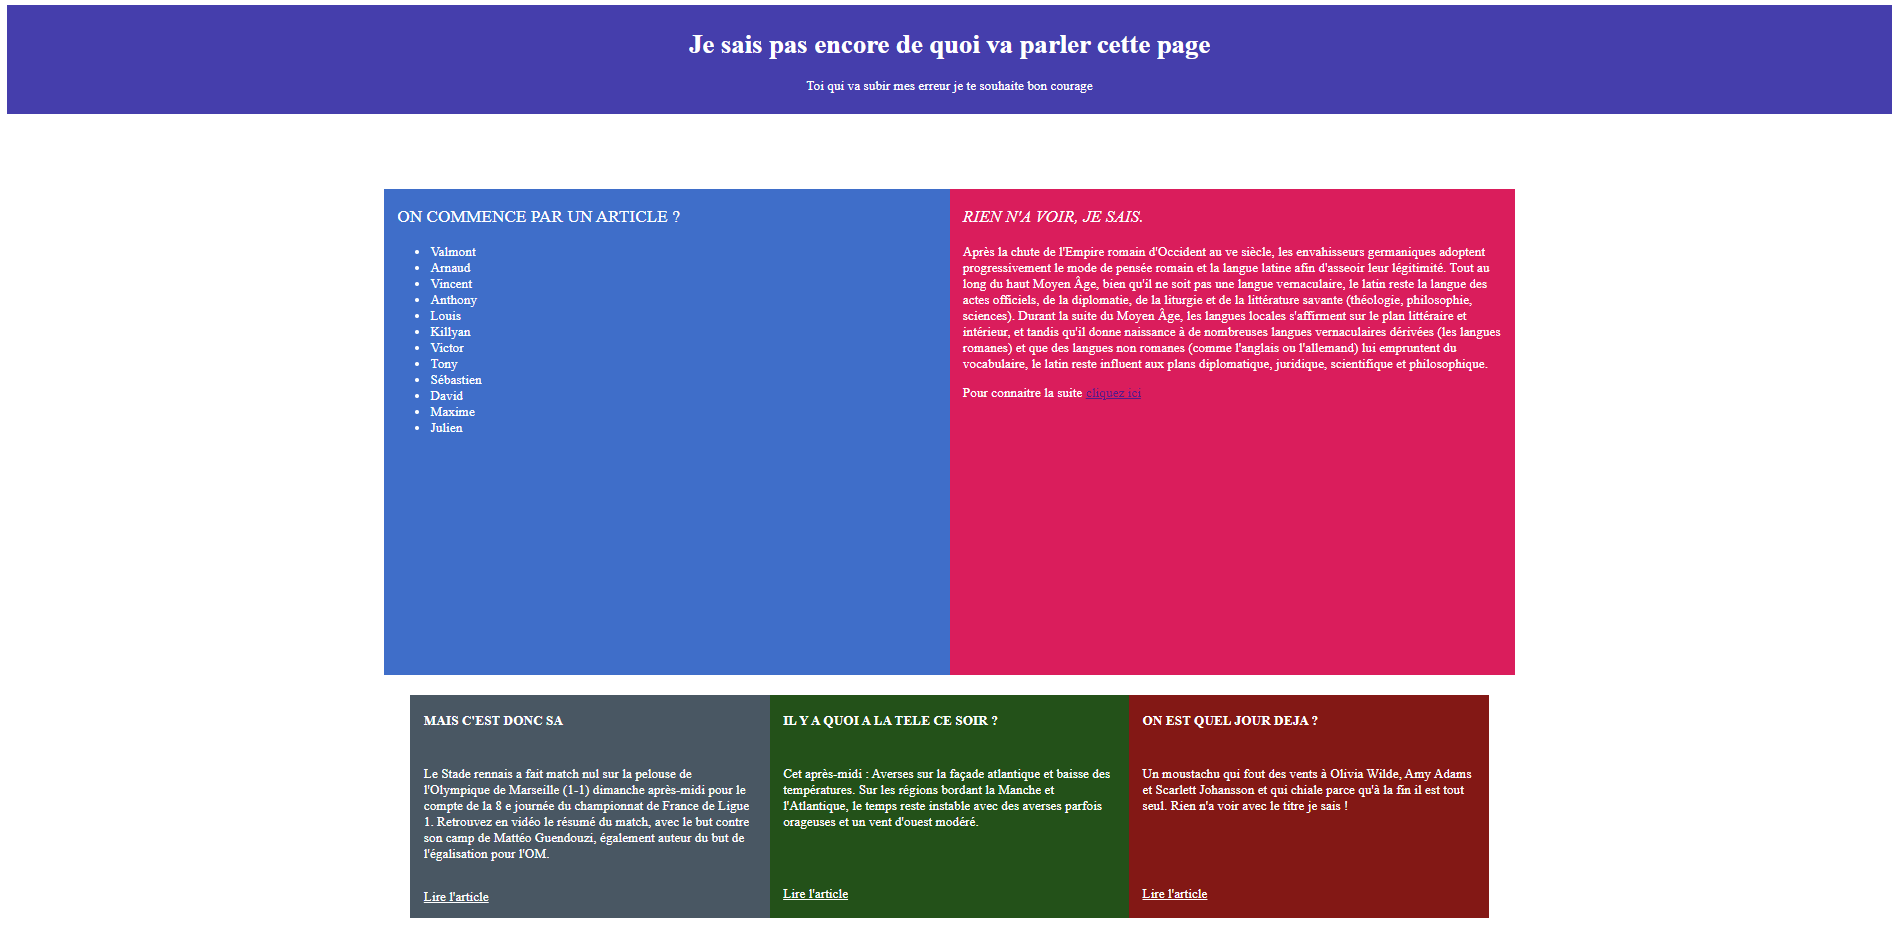 Je sais pas encore de quoi va parler cette page
Toi qui va subir mes erreur je te souhaite bon courage
ON COMMENCE PAR UN ARTICLE ?
Valmont
Arnaud
Vincent
Anthony
Louis
Killyan
Victor
Tony
Sébastien
David
Maxime
Julien
RIEN N'A VOIR, JE SAIS.
Après la chute de l'Empire romain d'Occident au ve siècle, les envahisseurs germaniques adoptent
progressivement le mode de pensée romain et la langue latine afin d'asseoir leur légitimité. Tout au
long du haut Moyen Âge, bien qu'il ne soit pas une langue vernaculaire, le latin reste la langue des
actes officiels, de la diplomatie, de la liturgie et de la littérature savante (théologie, philosophie,
sciences). Durant la suite du Moyen Âge, les langues locales s'affirment sur le plan littéraire et
intérieur, et tandis qu'il donne naissance à de nombreuses langues vernaculaires dérivées (les langues
romanes) et que des langues non romanes (comme l'anglais ou l'allemand) lui empruntent du
vocabulaire, le latin reste influent aux plans diplomatique, juridique, scientifique et philosophique.
Pour connaitre la suite cliquez ici
MAIS C'EST DONC SA
Le Stade rennais a fait match nul sur la pelouse de
l'Olympique de Marseille (1-1) dimanche après-midi pour le
compte de la 8 e journée du championnat de France de Ligue
1. Retrouvez en vidéo le résumé du match, avec le but contre
son camp de Mattéo Guendouzi, également auteur du but de
l'égalisation pour l'OM.
Lire l'article
IL Y A QUOI A LA TELE CE SOIR ?
Cet après-midi : Averses sur la façade atlantique et baisse des
températures. Sur les régions bordant la Manche et
l'Atlantique, le temps reste instable avec des averses parfois
orageuses et un vent d'ouest modéré.
Lire l'article
ON EST QUEL JOUR DEJA ?
Un moustachu qui fout des vents à Olivia Wilde, Amy Adams
et Scarlett Johansson et qui chiale parce qu'à la fin il est tout
seul. Rien n'a voir avec le titre je sais !
Lire l'article